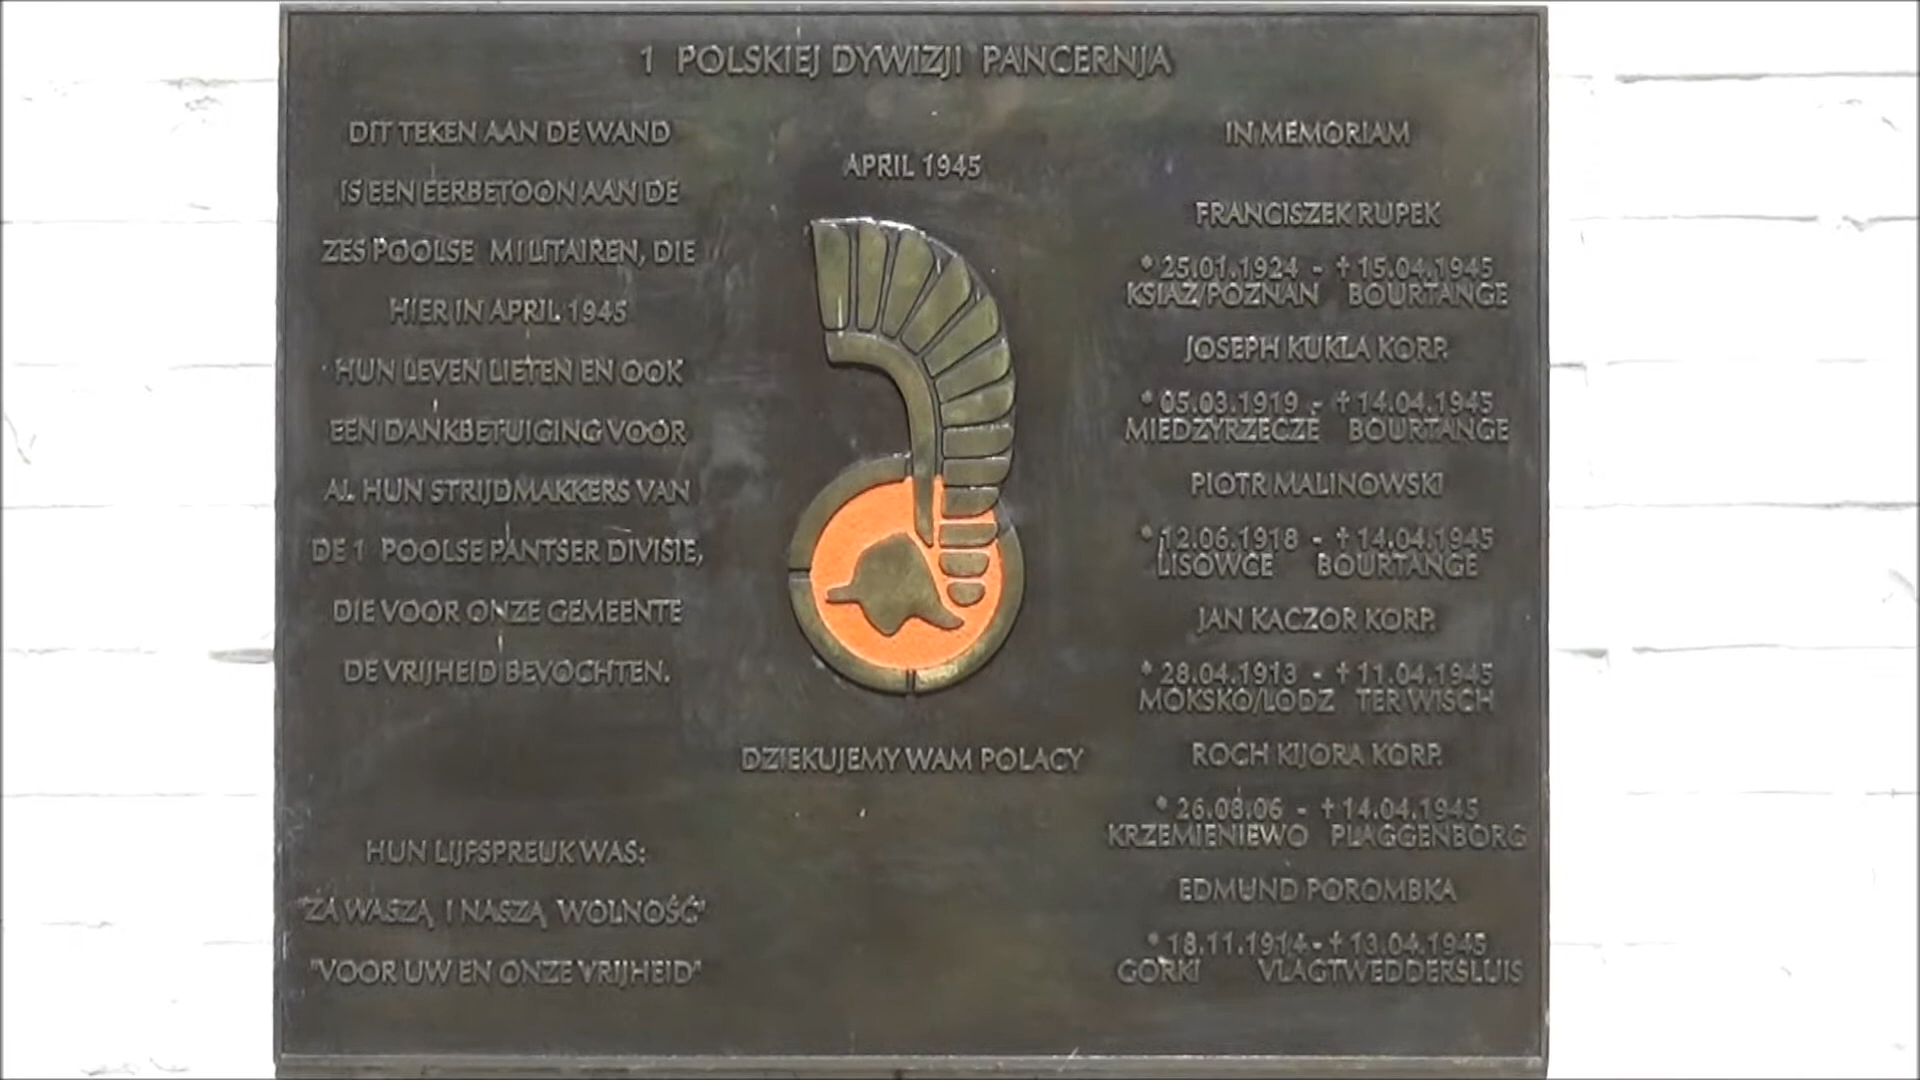 1 POLSKIEJ DYWIZJI PANCERNJA
DIT TEKEN AAN DE WAND
IS EEN EERBETOON AAN DE
ZES POOLSE MILITAIREN, DIE
HIER IN APRIL 1945
HUN LEVEN LIETEN EN OOK
EEN DANKBETUIGING VOOR
AL HUN STRIJDMAKKERS VAN
DE 1 POOLSE PANTSER DIVISIE,
DIE VOOR ONZE GEMEENTE
DE VRIJHEID BEVOCHTEN.
HUN LIJFSPREUK WAS:
"ZA WASZĄ I NASZĄ WOLNOŚĆ"
"VOOR UW EN ONZE VRIJHEID"
APRIL 1945
DZIEKUJEMY WAM POLACY
IN MEMORIAM
FRANCISZEK RUPEK
* 25.01.1924 - † 15.04.1945
KSIAZ/POZNAN BOURTANGE
JOSEPH KUKLA KORP.
* 05.03.1919 - † 14.04.1945
MIEDZYRZECZE BOURTANGE
PIOTR MALINOWSKI
* 12.06.1918 - † 14.04.1945
LISOWCE BOURTANGE
JAN KACZOR KORP.
* 28.04.1913 - † 11.04.1945
MOKSKO/LODZ TER WISCH
ROCH KIJORA KORP.
* 26.08.06 - † 14.04.1945
KRZEMIENIEWO PLAGGENBORG
EDMUND POROMBKA
* 18.11.1914 - † 13.04.1945
GORKI VLAGTWEDDERSLUIS